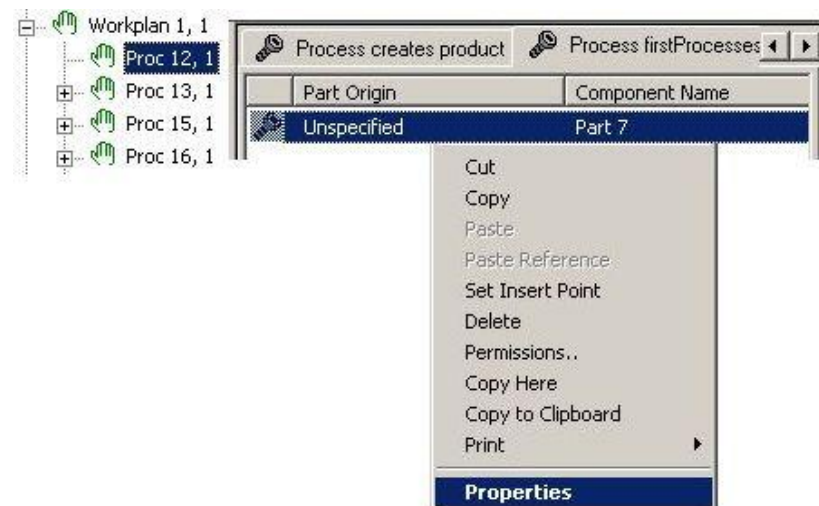 Workplan 1, 1
Proc 12, 1
Proc 13, 1
Proc 15, 1
Proc 16, 1
Process creates product
Process firstProcesses
Part Origin
Component Name
Unspecified
Part 7
Cut
Copy
Paste
Paste Reference
Set Insert Point
Delete
Permissions..
Copy Here
Copy to Clipboard
Print
Properties